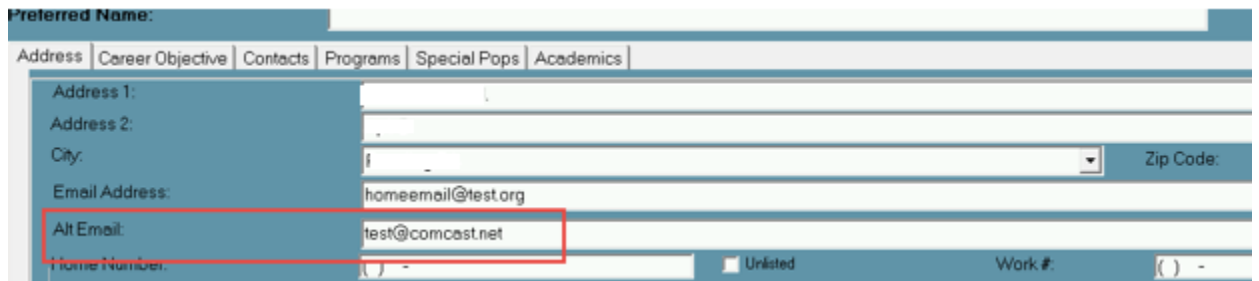 Preferred Name:
Address Career Objective Contacts Programs Special Pops Academics
Address 1:
Address 2:
City: Zip Code:
Email Address: homeemail@test.org
Alt Email: test@comcast.net
Home Number: ( ) - Unlisted Work #: ( ) -